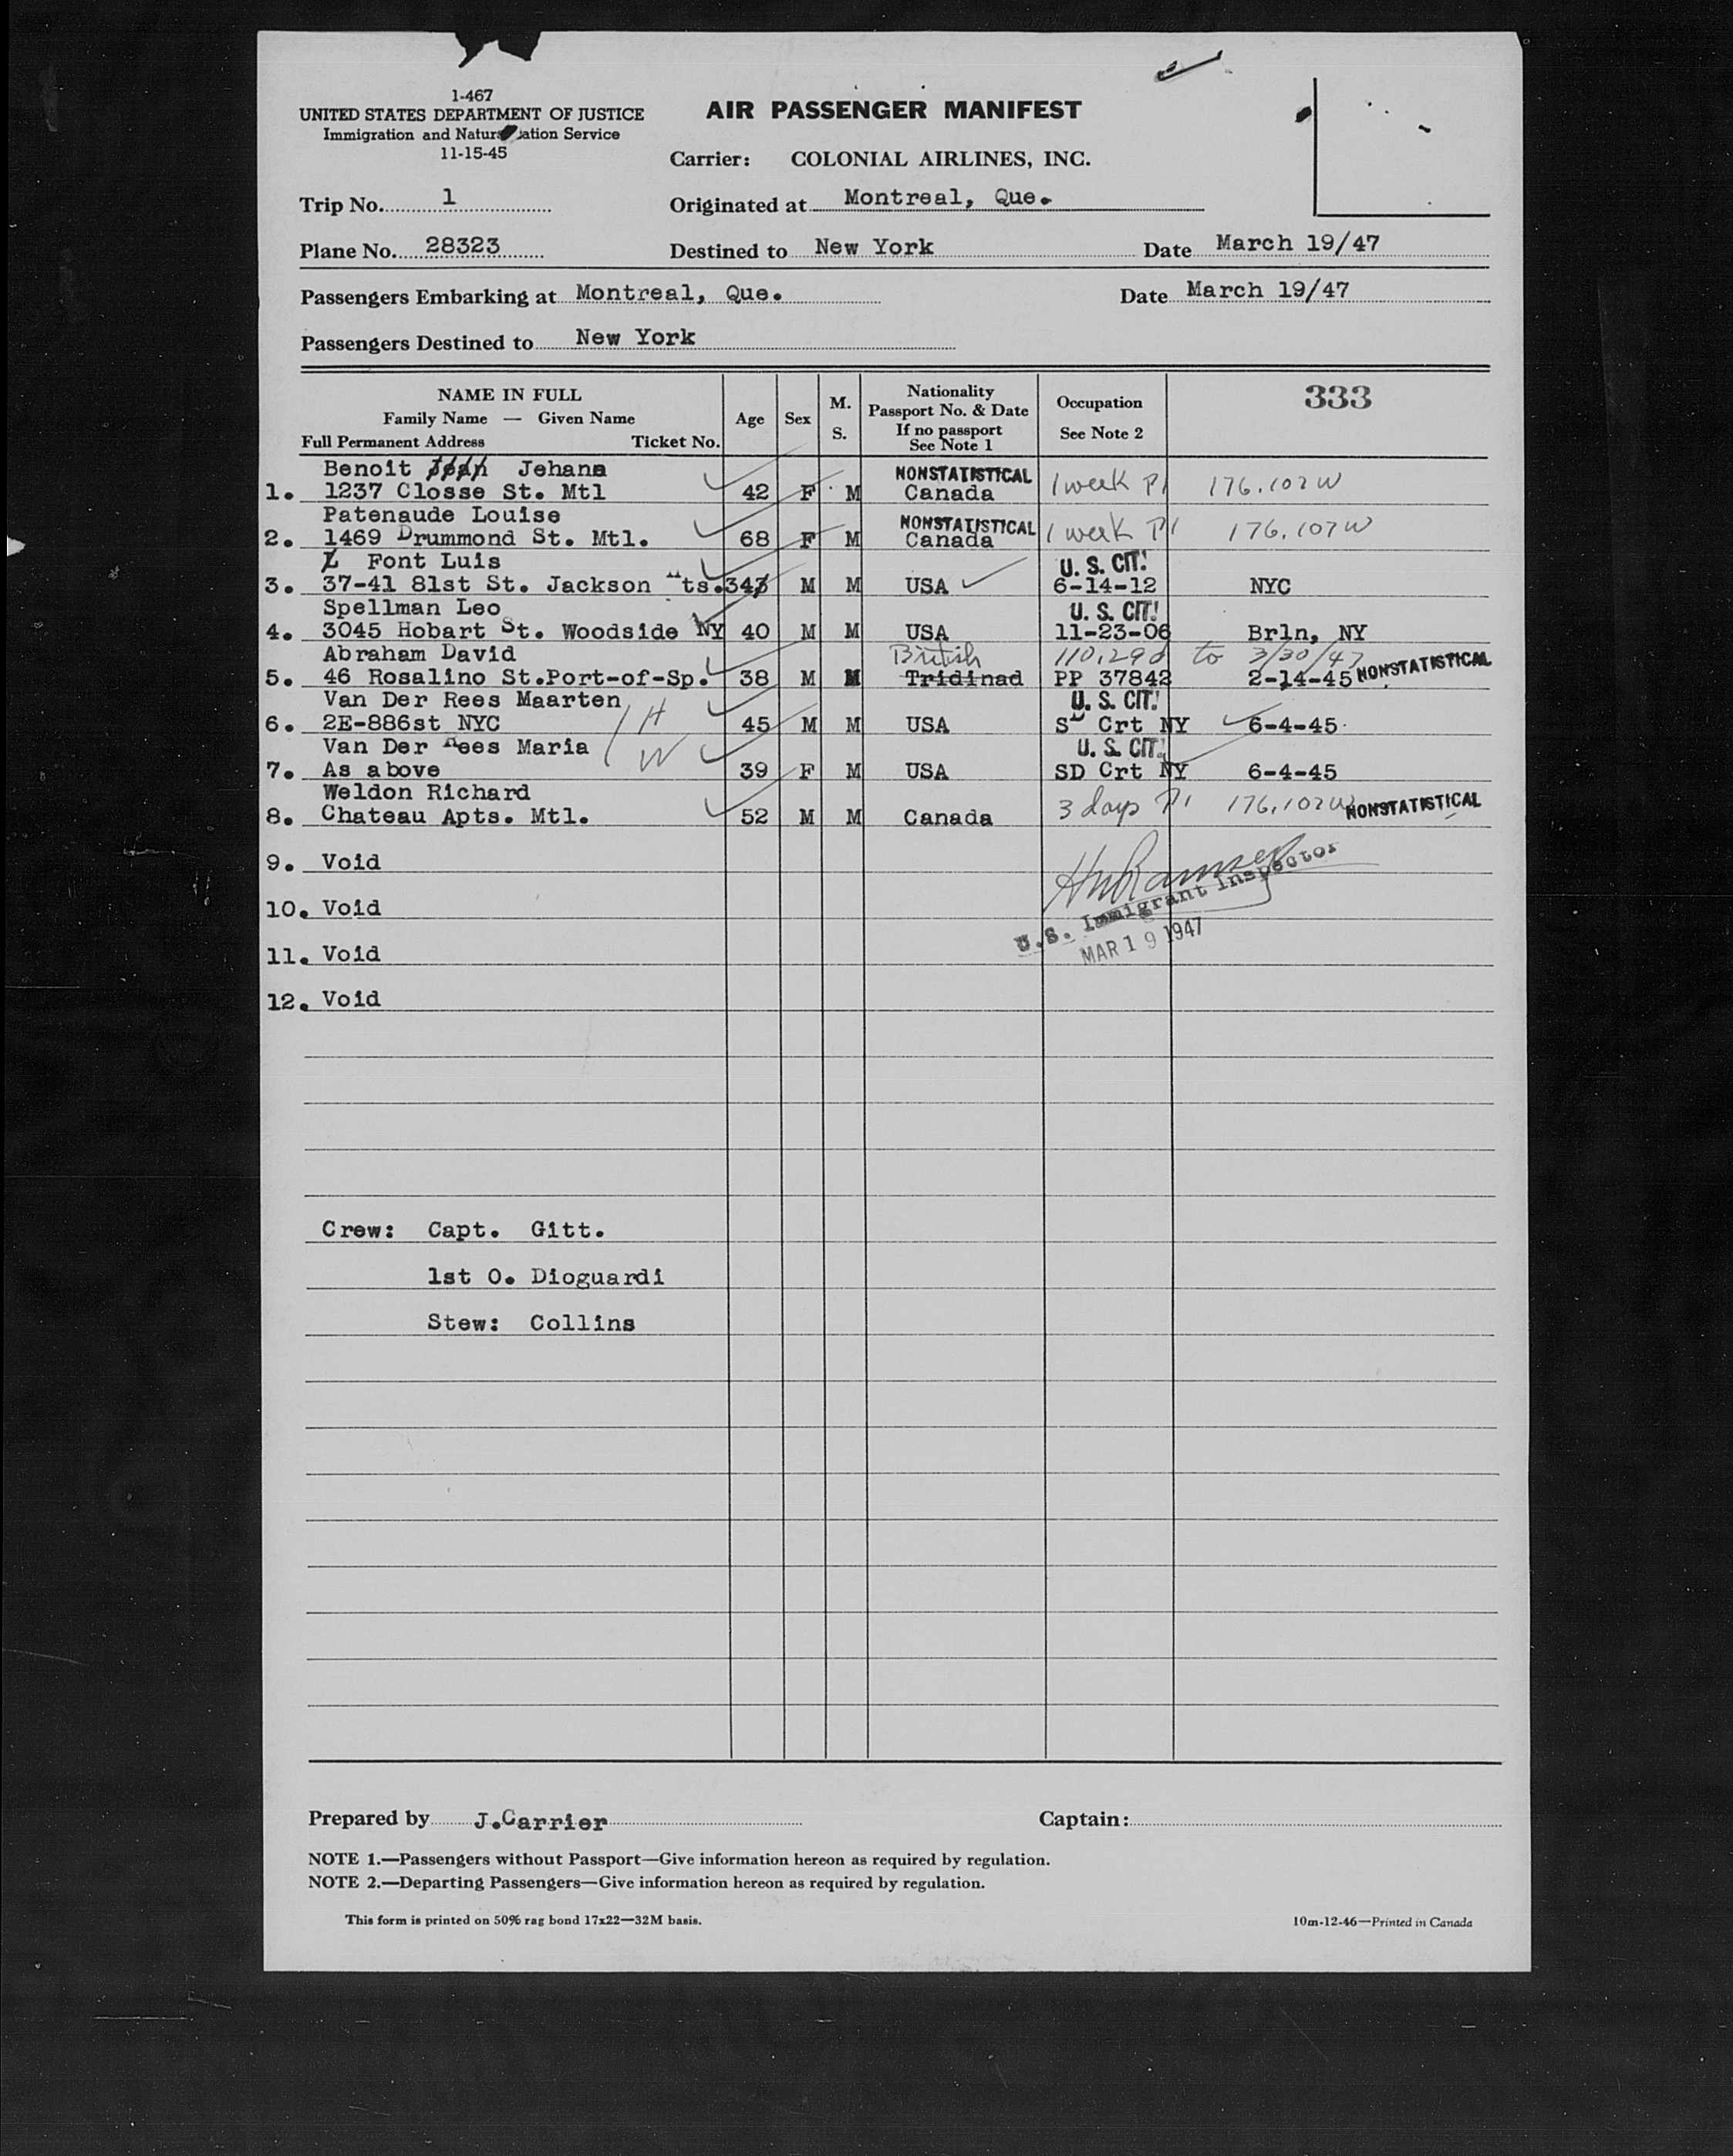 1-467
UNITED STATES DEPARTMENT OF JUSTICE
Immigration and Naturalization Service
11-15-45
AIR PASSENGER MANIFEST
Carrier: COLONIAL AIRLINES, INC.
Trip No. 1
Originated at Montreal, Que.
Plane No. 28323
Destined to New York
Date March 19/47
Passengers Embarking at Montreal, Que.
Date March 19/47
Passengers Destined to New York
NAME IN FULL
Family Name — Given Name
Full Permanent Address Ticket No.
Age
Sex
M.
S.
Nationality
Passport No. & Date
If no passport
See Note 1
Occupation
See Note 2
333
Benoit Jehane NONSTATISTICAL
1. 1237 Closse St. Mtl 42 F M Canada 1 week Pl 176.107W
Patenaude Louise NONSTATISTICAL
2. 1469 Drummond St. Mtl. 68 F M Canada 1 week Pl 176.107W
Font Luis U. S. CIT.
3. 37-41 81st St. Jackson Hts. 34 M M USA 6-14-12 NYC
Spellman Leo U. S. CIT.
4. 3045 Hobart St. Woodside NY 40 M M USA 11-23-06 Brln, NY
Abraham David British 110,29d to 3/30/47
5. 46 Rosalino St.Port-of-Sp. 38 M M Tridinad PP 37842 2-14-45 NONSTATISTICAL
Van Der Rees Maarten H U. S. CIT.
6. 2E-886st NYC 45 M M USA SD Crt NY 6-4-45
Van Der Rees Maria W U. S. CIT.
7. As above 39 F M USA SD Crt NY 6-4-45
Weldon Richard
8. Chateau Apts. Mtl. 52 M M Canada 3 days Pl 176.107W NONSTATISTICAL
9. Void
10. Void
11. Void
12. Void
U.S. Immigrant Inspector
MAR 19 1947
Crew: Capt. Gitt.
1st O. Dioguardi
Stew: Collins
Prepared by J.Carrier
Captain:
NOTE 1.—Passengers without Passport—Give information hereon as required by regulation.
NOTE 2.—Departing Passengers—Give information hereon as required by regulation.
This form is printed on 50% rag bond 17x22—32M basis.
10m-12-46—Printed in Canada